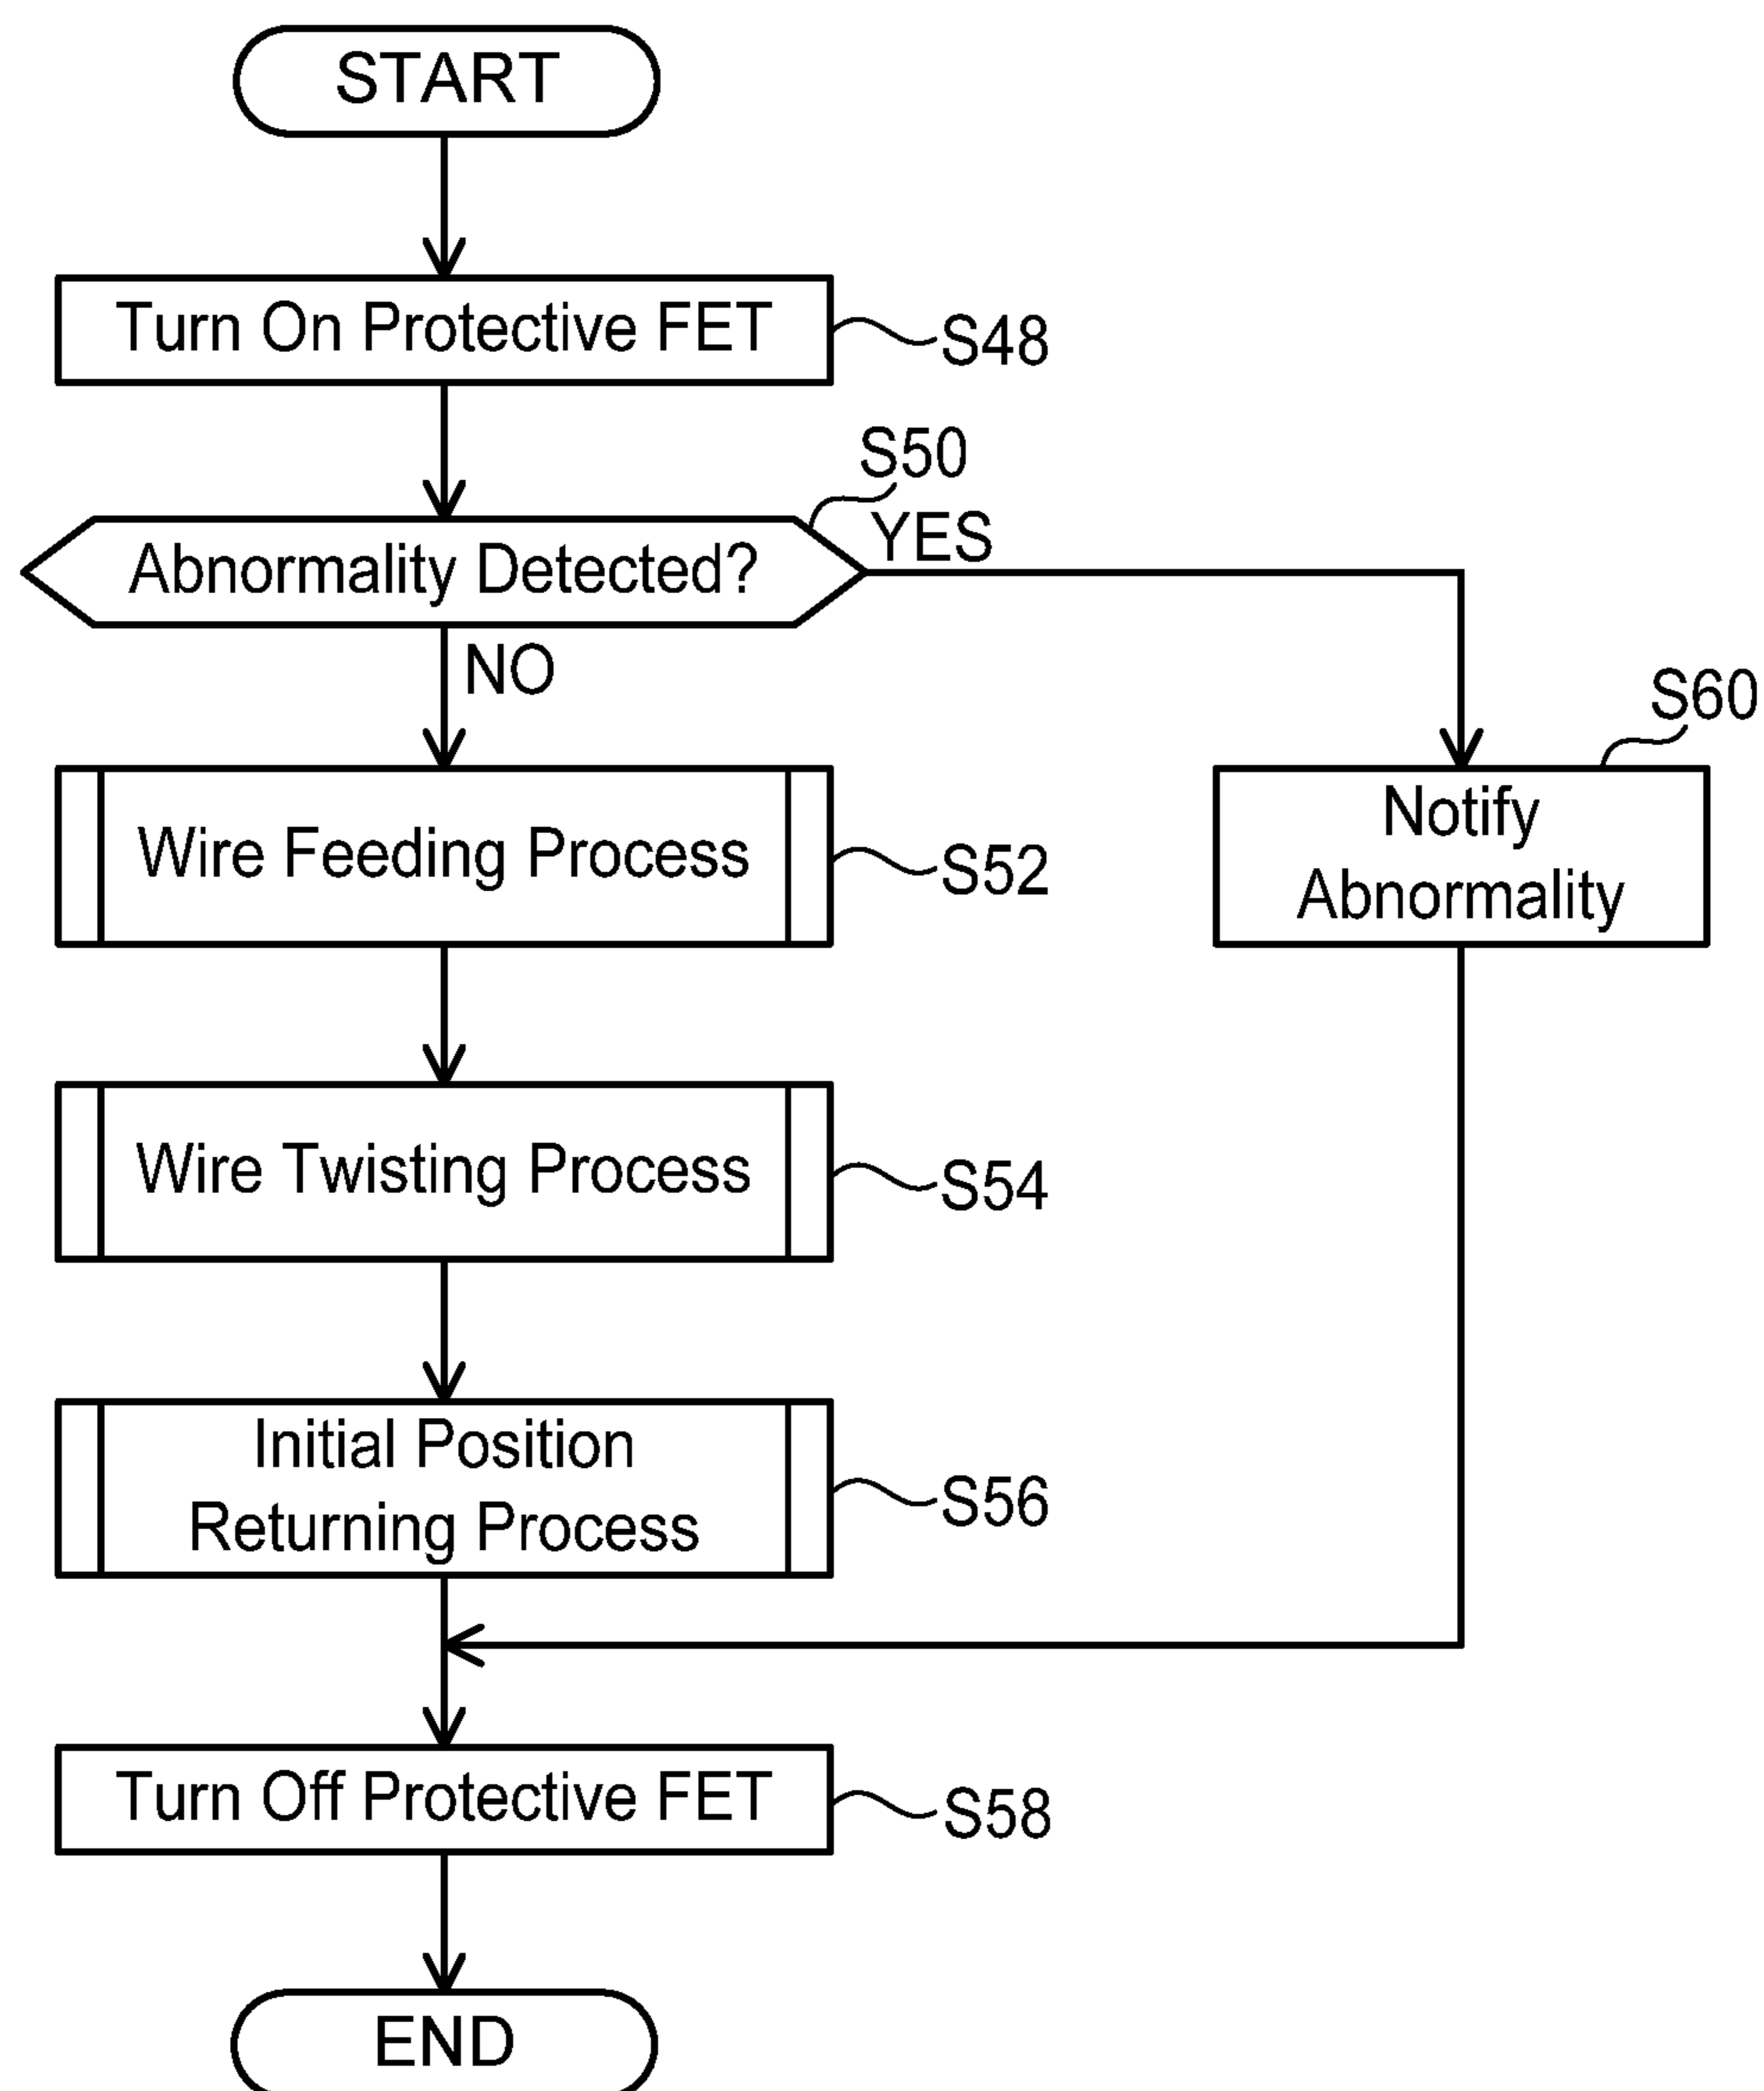 START
Turn On Protective FET
S48
S50
Abnormality Detected?
YES
NO
S60
Notify
Abnormality
Wire Feeding Process
S52
Wire Twisting Process
S54
Initial Position
Returning Process
S56
Turn Off Protective FET
S58
END